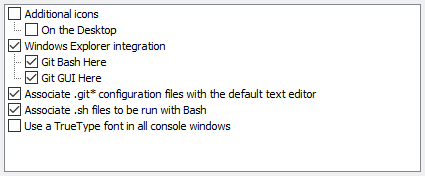 Additional icons
On the Desktop
Windows Explorer integration
Git Bash Here
Git GUI Here
Associate .git* configuration files with the default text editor
Associate .sh files to be run with Bash
Use a TrueType font in all console windows